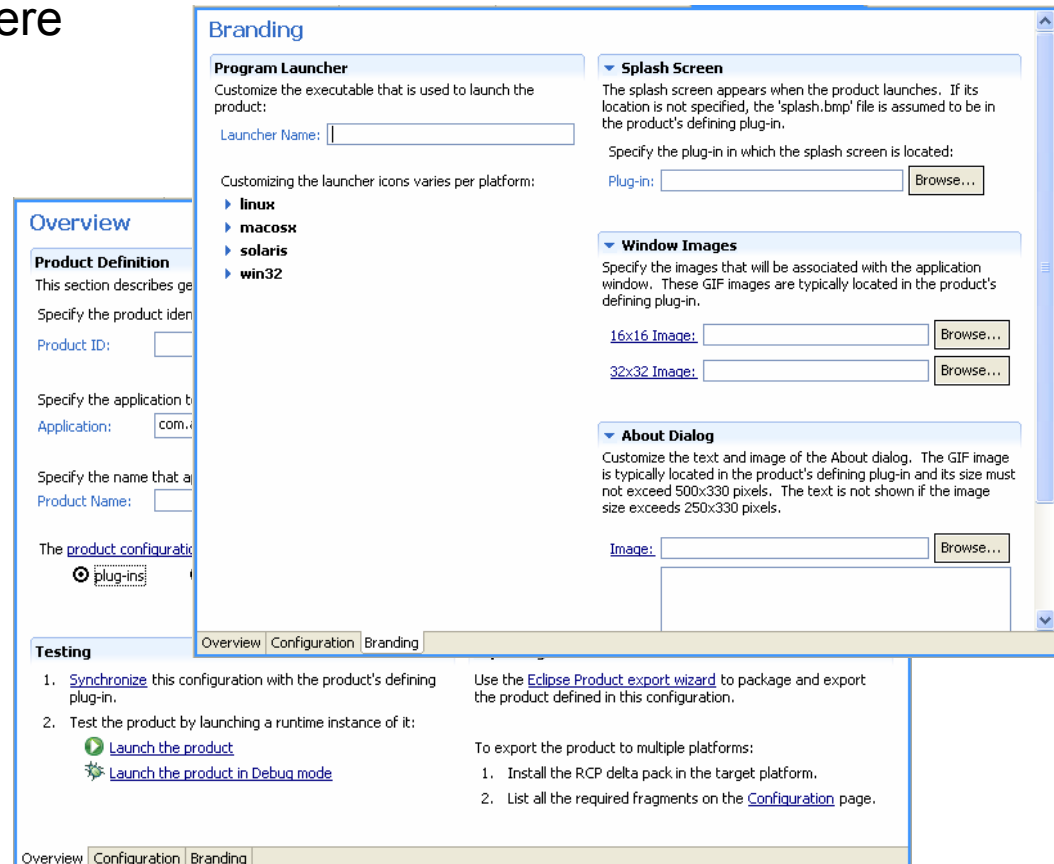 ere
Branding
Program Launcher
Customize the executable that is used to launch the
product:
Launcher Name:
Customizing the launcher icons varies per platform:
linux
macosx
solaris
win32
Splash Screen
The splash screen appears when the product launches. If its
location is not specified, the 'splash.bmp' file is assumed to be in
the product's defining plug-in.
Specify the plug-in in which the splash screen is located:
Plug-in: Browse...
Window Images
Specify the images that will be associated with the application
window. These GIF images are typically located in the product's
defining plug-in.
16x16 Image: Browse...
32x32 Image: Browse...
About Dialog
Customize the text and image of the About dialog. The GIF image
is typically located in the product's defining plug-in and its size must
not exceed 500x330 pixels. The text is not shown if the image
size exceeds 250x330 pixels.
Image: Browse...
Overview Configuration Branding
Overview
Product Definition
This section describes ge
Specify the product iden
Product ID:
Specify the application t
Application: com.
Specify the name that a
Product Name:
The product configuratio
plug-ins
Testing
1. Synchronize this configuration with the product's defining
plug-in.
2. Test the product by launching a runtime instance of it:
Launch the product
Launch the product in Debug mode
Use the Eclipse Product export wizard to package and export
the product defined in this configuration.
To export the product to multiple platforms:
1. Install the RCP delta pack in the target platform.
2. List all the required fragments on the Configuration page.
Overview Configuration Branding